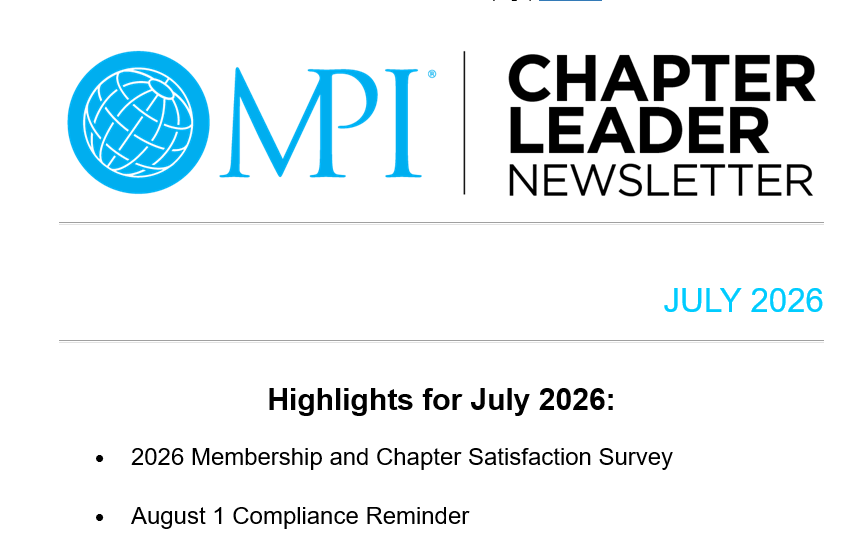 MPI®
CHAPTER
LEADER
NEWSLETTER
JULY 2026
Highlights for July 2026:
• 2026 Membership and Chapter Satisfaction Survey
• August 1 Compliance Reminder